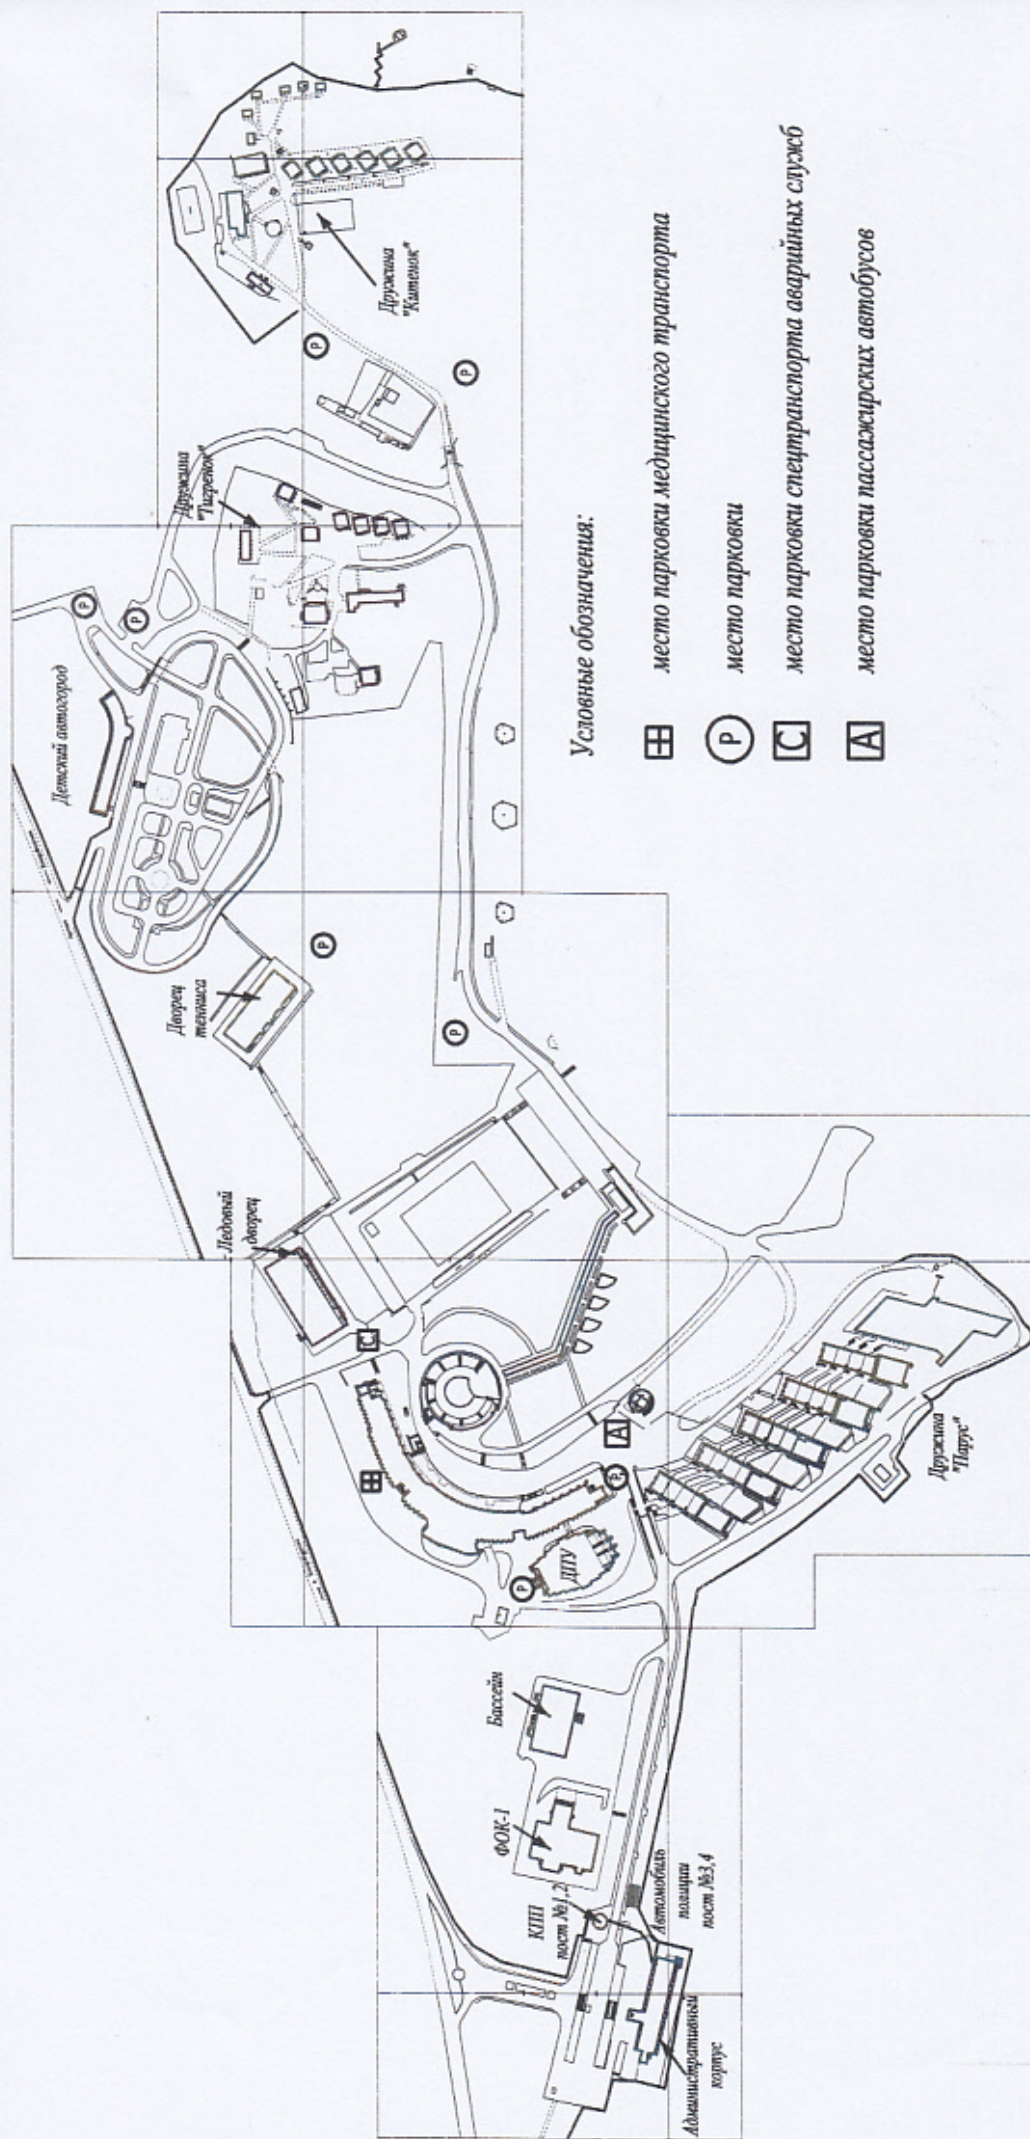 Дружина
"Китенок"
Дружина
"Тигренок"
Детский автогород
Дворец
тенниса
Ледовый
дворец
Дружина
"Парус"
ДПУ
Бассейн
ФОК-1
КПП
пост №1,2
Автомобиль
полиции
пост №3,4
Административный
корпус
P
P
P
P
P
P
P
P
С
А
Условные обозначения:
место парковки медицинского транспорта
P
место парковки
С
место парковки спецтранспорта аварийных служб
А
место парковки пассажирских автобусов